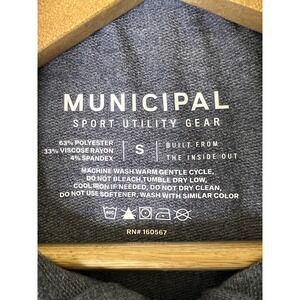 MUNICIPAL
SPORT UTILITY GEAR
63% POLYESTER
33% VISCOSE RAYON
4% SPANDEX
S
BUILT FROM
THE INSIDE OUT
MACHINE WASH WARM GENTLE CYCLE,
DO NOT BLEACH, TUMBLE DRY LOW,
COOL IRON IF NEEDED, DO NOT DRY CLEAN,
DO NOT USE SOFTENER, WASH WITH SIMILAR COLOR
RN# 160567